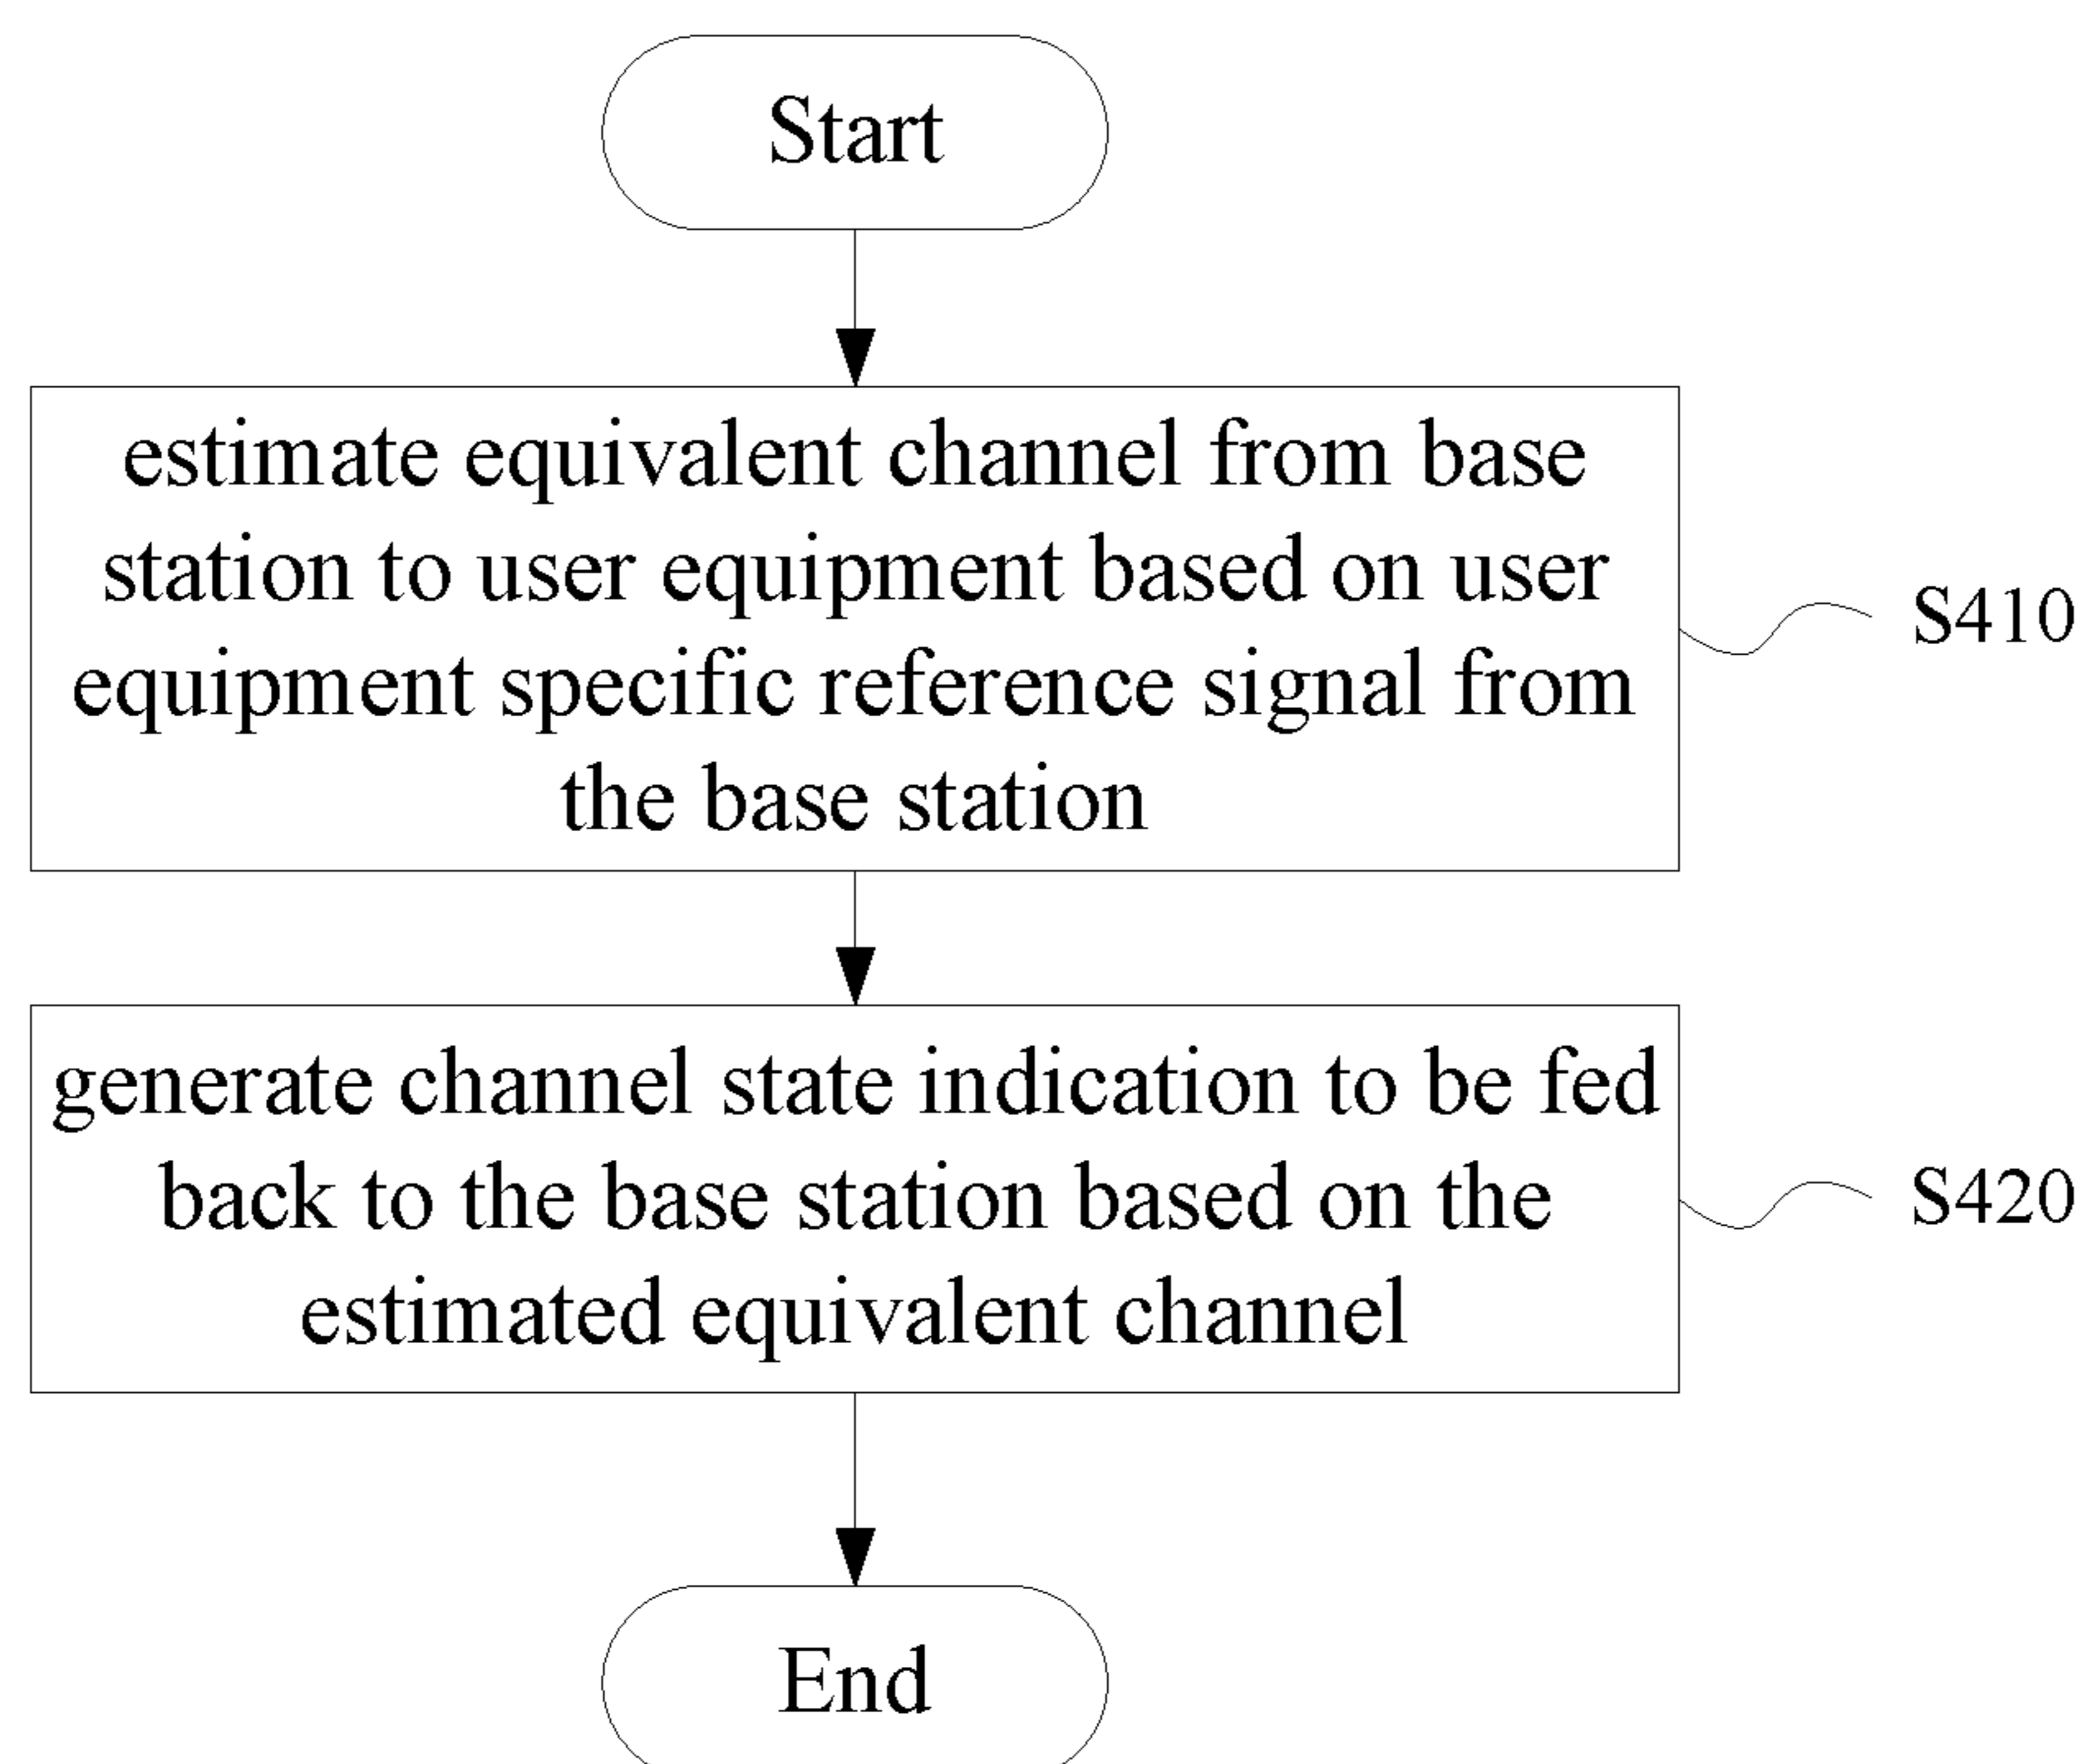 Start
estimate equivalent channel from base
station to user equipment based on user
equipment specific reference signal from
the base station
S410
generate channel state indication to be fed
back to the base station based on the
estimated equivalent channel
S420
End